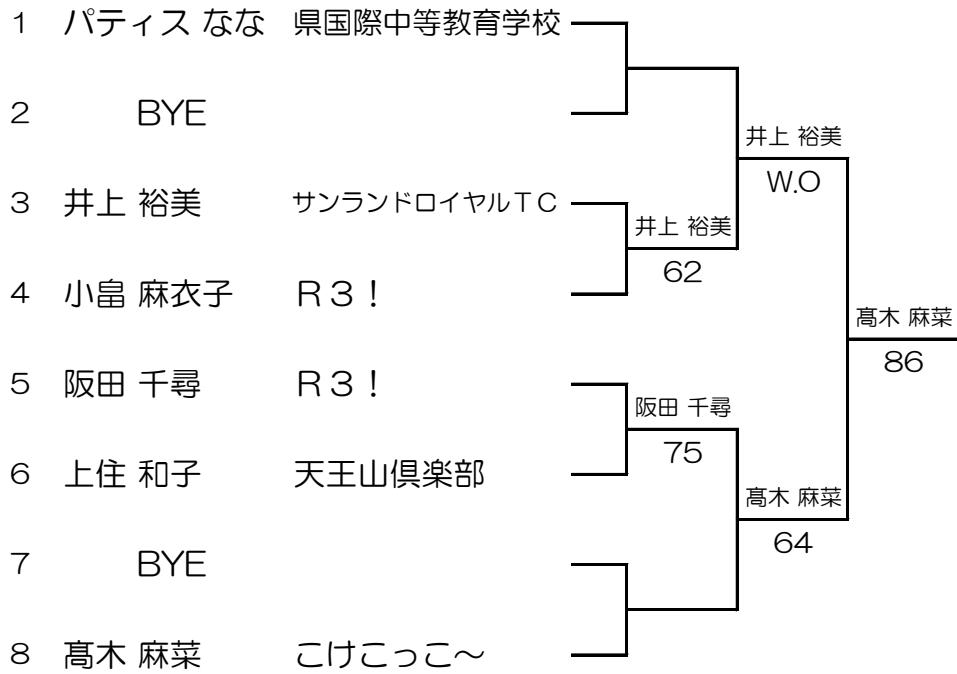 1 パティス なな 県国際中等教育学校
2 BYE
井上 裕美
W.O
3 井上 裕美 サンランドロイヤルTC
井上 裕美
62
4 小畠 麻衣子 R3!
髙木 麻菜
86
5 阪田 千尋 R3!
阪田 千尋
75
6 上住 和子 天王山倶楽部
髙木 麻菜
64
7 BYE
8 髙木 麻菜 こけこっこ～